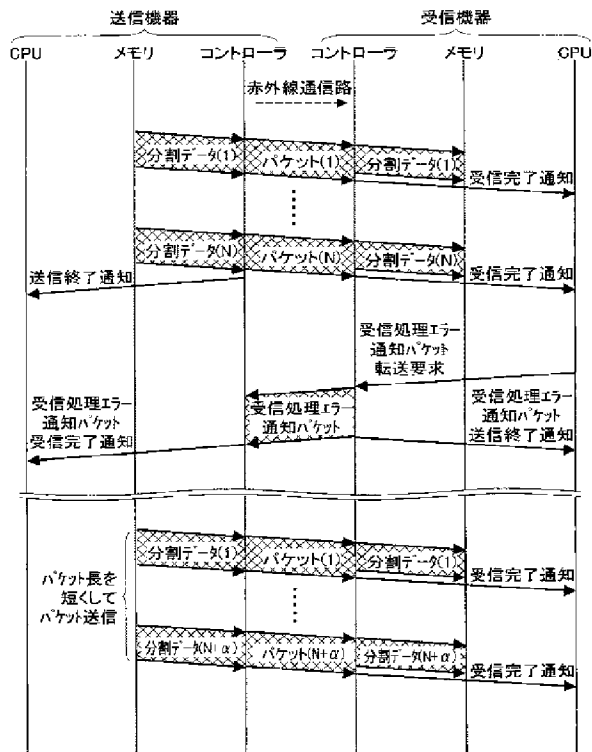 送信機器
受信機器
CPU
メモリ
コントローラ
コントローラ
メモリ
CPU
赤外線通信路
分割データ(1)
パケット(1)
分割データ(1)
受信完了通知
分割データ(N)
パケット(N)
分割データ(N)
送信終了通知
受信完了通知
受信処理エラー
通知パケット
転送要求
受信処理エラー
通知パケット
受信完了通知
受信処理エラー
通知パケット
受信処理エラー
通知パケット
送信終了通知
パケット長を
短くして
パケット送信
分割データ(1)
パケット(1)
分割データ(1)
受信完了通知
分割データ(N+α)
パケット(N+α)
分割データ(N+α)
受信完了通知